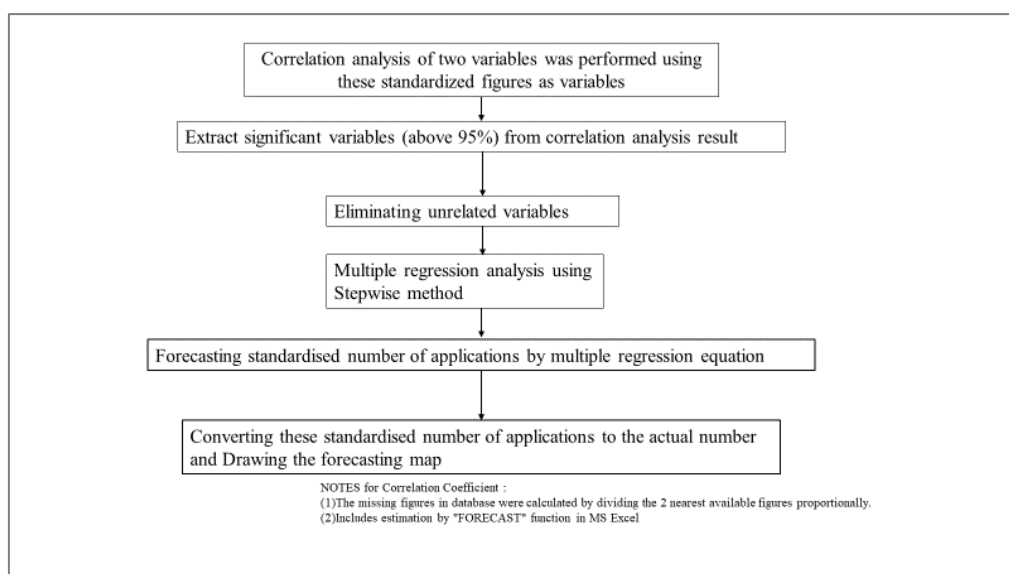 Correlation analysis of two variables was performed using
these standardized figures as variables
Extract significant variables (above 95%) from correlation analysis result
Eliminating unrelated variables
Multiple regression analysis using
Stepwise method
Forecasting standardised number of applications by multiple regression equation
Converting these standardised number of applications to the actual number
and Drawing the forecasting map
NOTES for Correlation Coefficient :
(1)The missing figures in database were calculated by dividing the 2 nearest available figures proportionally.
(2)Includes estimation by "FORECAST" function in MS Excel